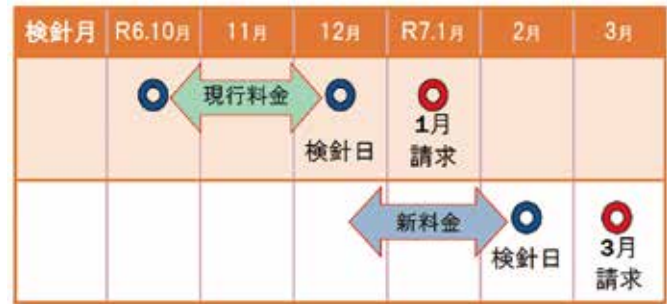 検針月 R6.10月 11月 12月 R7.1月 2月 3月
現行料金
検針日
1月
請求
新料金
検針日
3月
請求